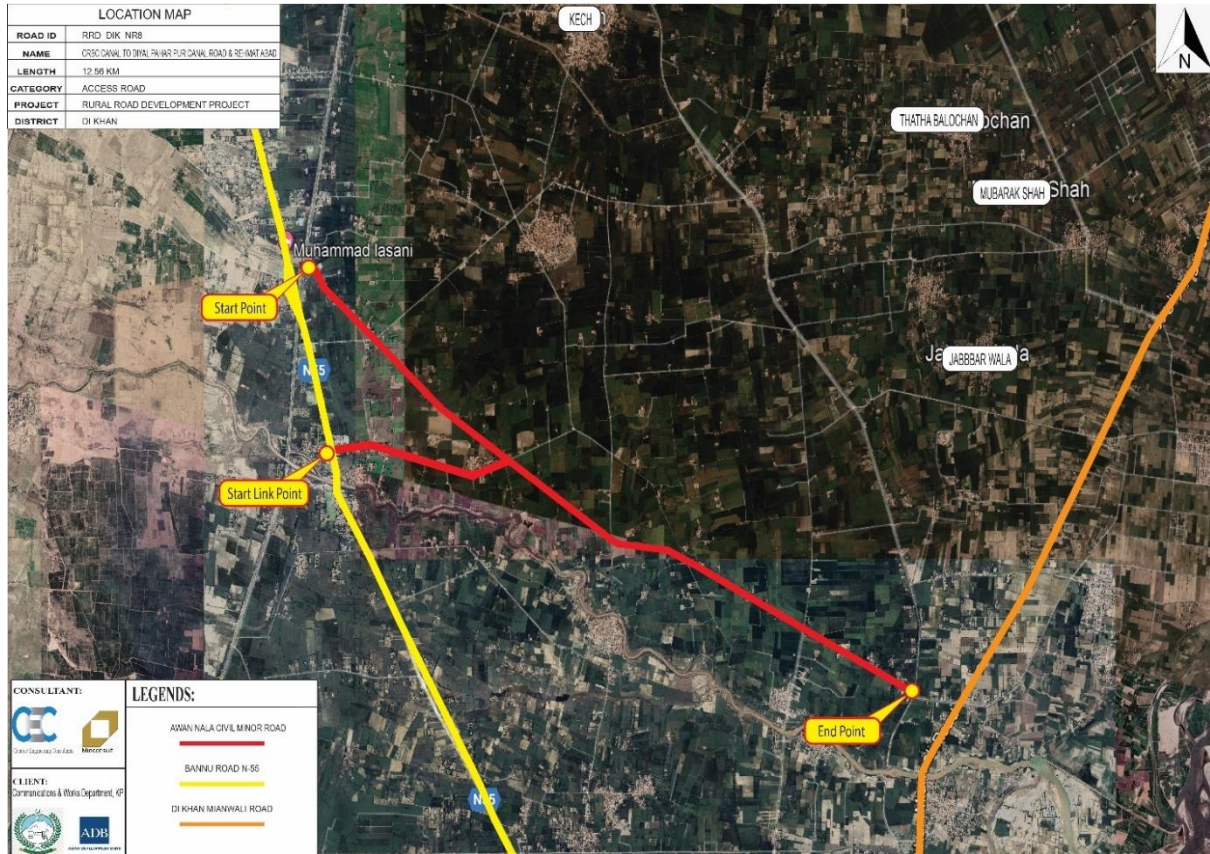 LOCATION MAP
ROAD ID RRD DIK NR8
NAME CRBC CANAL TO DIYAL PAHAR PUR CANAL ROAD & REHMAT ABAD
LENGTH 12.56 KM
CATEGORY ACCESS ROAD
PROJECT RURAL ROAD DEVELOPMENT PROJECT
DISTRICT DI KHAN
KECH
N
THATHA BALOCHAN
MUBARAK SHAH
Shah
Muhammad Iasani
Start Point
JABBBAR WALA
Start Link Point
End Point
CONSULTANT:
Minconsult
CLIENT:
Communications & Works Department, KP
ADB
LEGENDS:
AWAN NALA CIVIL MINOR ROAD
BANNU ROAD N-55
DI KHAN MIANWALI ROAD